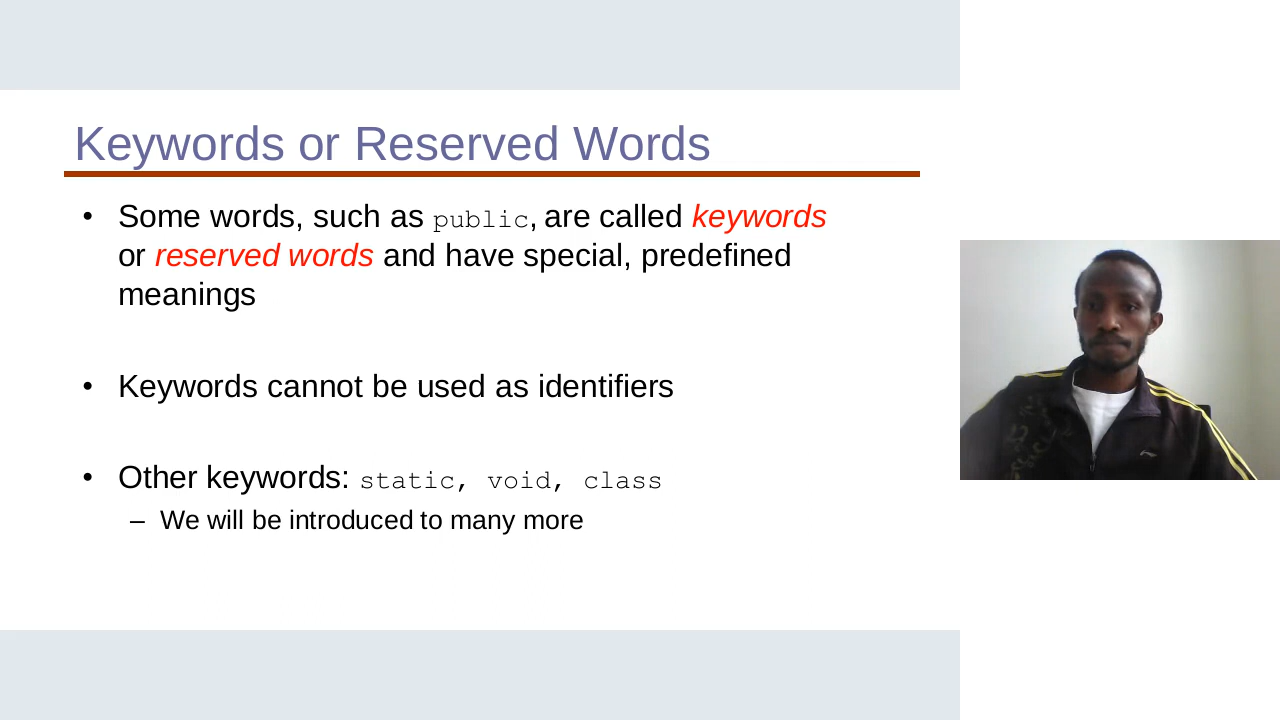 Keywords or Reserved Words
• Some words, such as public, are called keywords
or reserved words and have special, predefined
meanings
• Keywords cannot be used as identifiers
• Other keywords: static, void, class
– We will be introduced to many more